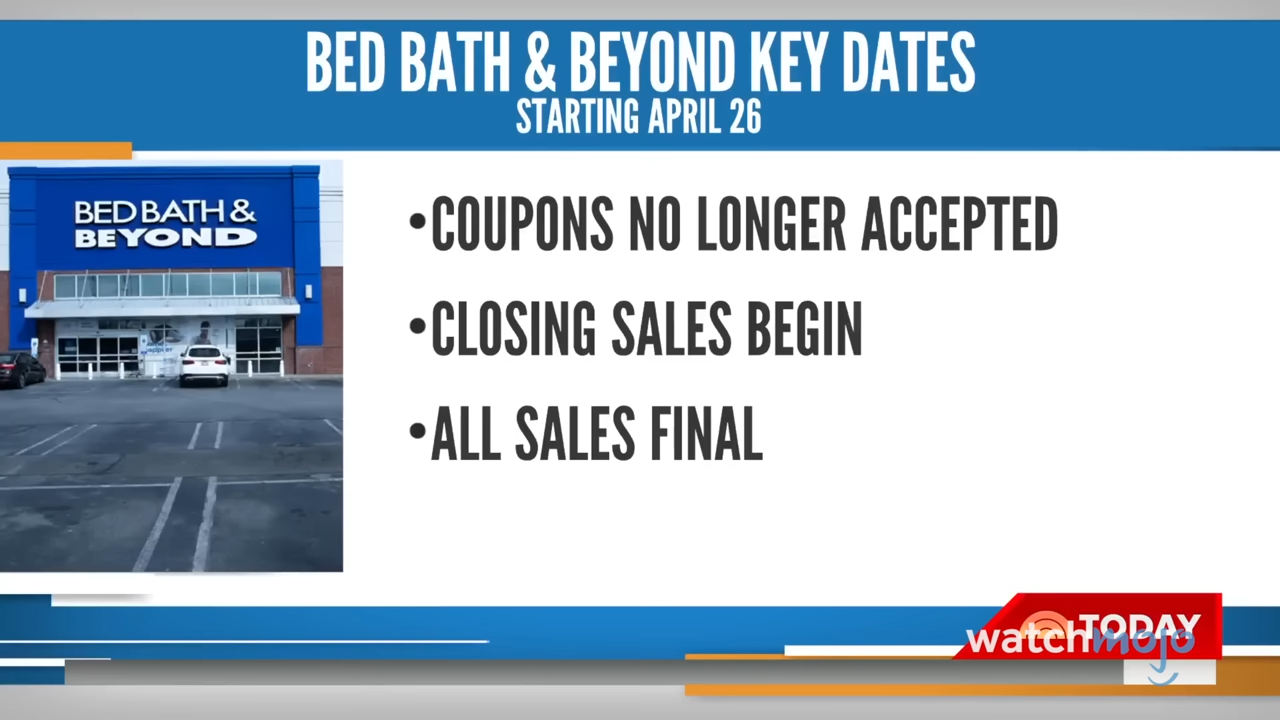 BED BATH & BEYOND KEY DATES
STARTING APRIL 26
BED BATH &
BEYOND
•COUPONS NO LONGER ACCEPTED
•CLOSING SALES BEGIN
•ALL SALES FINAL
TODAY
watchmojo